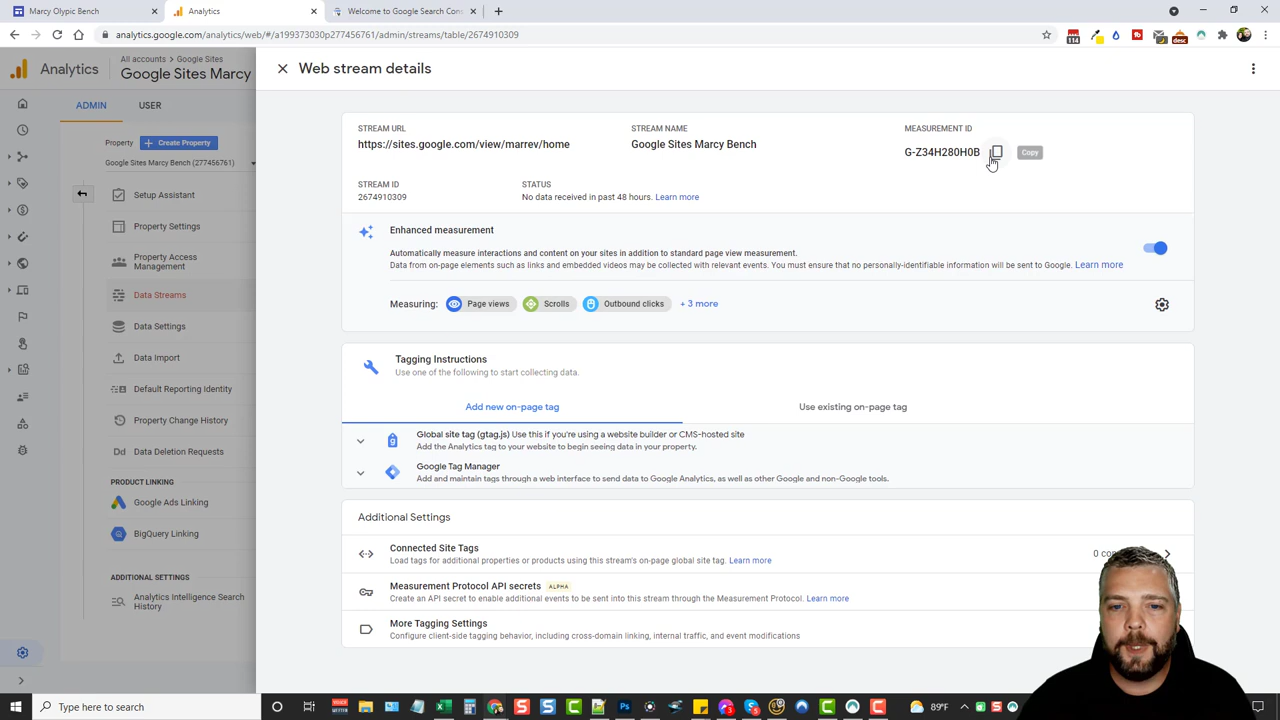 Marcy Olypic Bench
Analytics
Welcome to Google Search Con
analytics.google.com/analytics/web/#/a199373030p277456761/admin/streams/table/2674910309
114
desc
Analytics
All accounts > Google Sites
Google Sites Marcy
Web stream details
ADMIN
USER
Property
Create Property
Google Sites Marcy Bench (277456761)
Setup Assistant
Property Settings
Property Access
Management
Data Streams
Data Settings
Data Import
Default Reporting Identity
Property Change History
Data Deletion Requests
PRODUCT LINKING
Google Ads Linking
BigQuery Linking
ADDITIONAL SETTINGS
Analytics Intelligence Search
History
STREAM URL
https://sites.google.com/view/marrev/home
STREAM NAME
Google Sites Marcy Bench
MEASUREMENT ID
G-Z34H280H0B
Copy
STREAM ID
2674910309
STATUS
No data received in past 48 hours. Learn more
Enhanced measurement
Automatically measure interactions and content on your sites in addition to standard page view measurement.
Data from on-page elements such as links and embedded videos may be collected with relevant events. You must ensure that no personally-identifiable information will be sent to Google. Learn more
Measuring:
Page views
Scrolls
Outbound clicks
+ 3 more
Tagging Instructions
Use one of the following to start collecting data.
Add new on-page tag
Use existing on-page tag
Global site tag (gtag.js) Use this if you're using a website builder or CMS-hosted site
Add the Analytics tag to your website to begin seeing data in your property.
Google Tag Manager
Add and maintain tags through a web interface to send data to Google Analytics, as well as other Google and non-Google tools.
Additional Settings
Connected Site Tags
Load tags for additional properties or products using this stream's on-page global site tag. Learn more
0 co
Measurement Protocol API secrets
ALPHA
Create an API secret to enable additional events to be sent into this stream through the Measurement Protocol. Learn more
More Tagging Settings
Configure client-side tagging behavior, including cross-domain linking, internal traffic, and event modifications
Type here to search
89°F